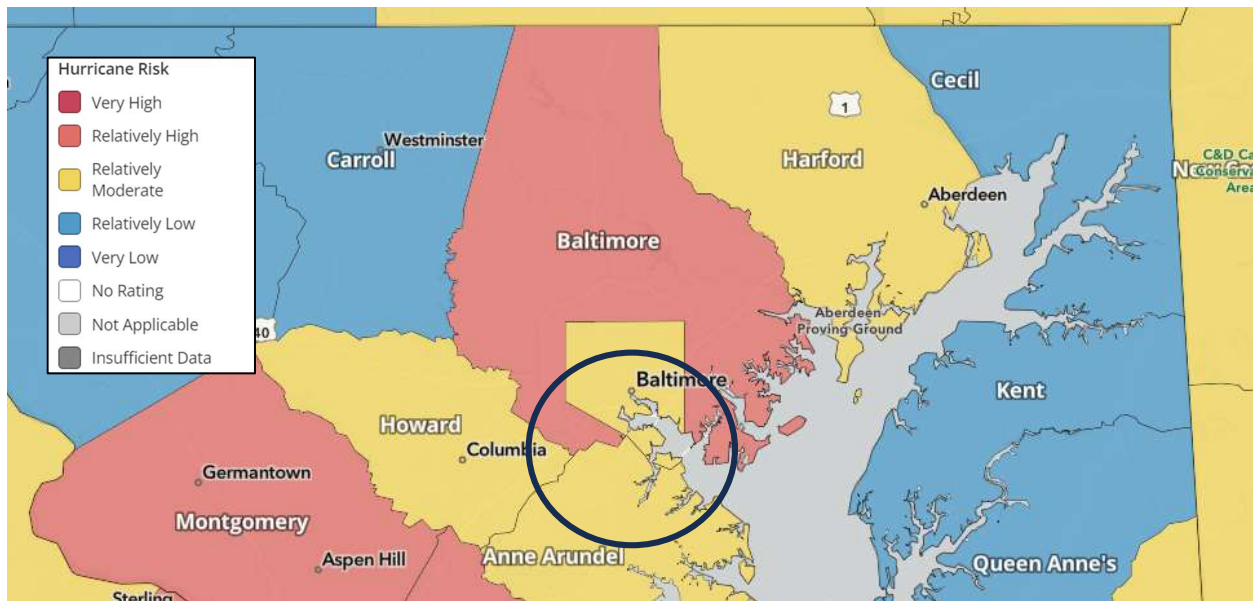 Hurricane Risk
Very High
Relatively High
Relatively
Moderate
Relatively Low
Very Low
No Rating
Not Applicable
Insufficient Data
Cecil
1
Westminster
Carroll
Harford
C&D Ca
Conserva
Area
Aberdeen
Baltimore
Aberdeen
Proving Ground
40
Baltimore
Kent
Howard
Columbia
Germantown
Montgomery
Anne Arundel
Aspen Hill
Queen Anne's
Sterling